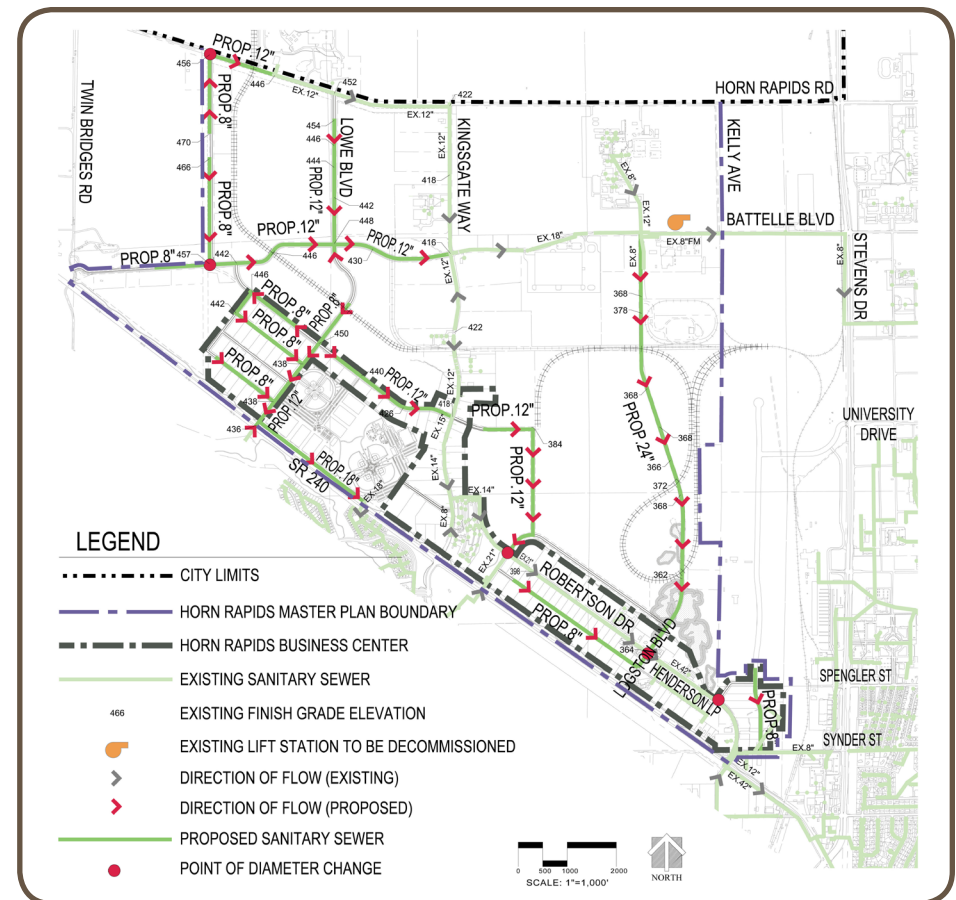 PROP.12"
456
446
EX.12"
452
422
EX.12"
HORN RAPIDS RD
TWIN BRIDGES RD
PROP.8"
470
466
PROP.8"
454
446
LOWE BLVD
444
PROP.12"
442
448
EX.12"
KINGSGATE WAY
418
EX.8"
EX.12"
KELLY AVE
BATTELLE BLVD
EX.8"FM
EX.18"
EX.8"
STEVENS DR
PROP.8"
457
442
PROP.12"
446
PROP.12"
430
416
EX.12"
EX.8"
368
378
446
442
PROP.8"
PROP.8"
PROP.8"
PROP.8"
450
422
438
438
PROP.12"
436
440
PROP.12"
426
418
EX.12"
EX.15"
PROP.12"
384
PROP.12"
368
368
PROP.24"
366
372
368
362
UNIVERSITY
DRIVE
SR 240
PROP.18"
EX.18"
EX.14"
EX.14"
EX.8"
EX.21"
EX.21"
398
ROBERTSON DR
PROP.8"
364
LOGSTON BLVD
EX.42"
HENDERSON LP
PROP.8"
SPENGLER ST
SYNDER ST
EX.8"
EX.12"
EX.42"
LEGEND
CITY LIMITS
HORN RAPIDS MASTER PLAN BOUNDARY
HORN RAPIDS BUSINESS CENTER
EXISTING SANITARY SEWER
466 EXISTING FINISH GRADE ELEVATION
EXISTING LIFT STATION TO BE DECOMMISSIONED
DIRECTION OF FLOW (EXISTING)
DIRECTION OF FLOW (PROPOSED)
PROPOSED SANITARY SEWER
POINT OF DIAMETER CHANGE
0 500 1000 2000
SCALE: 1"=1,000'
NORTH